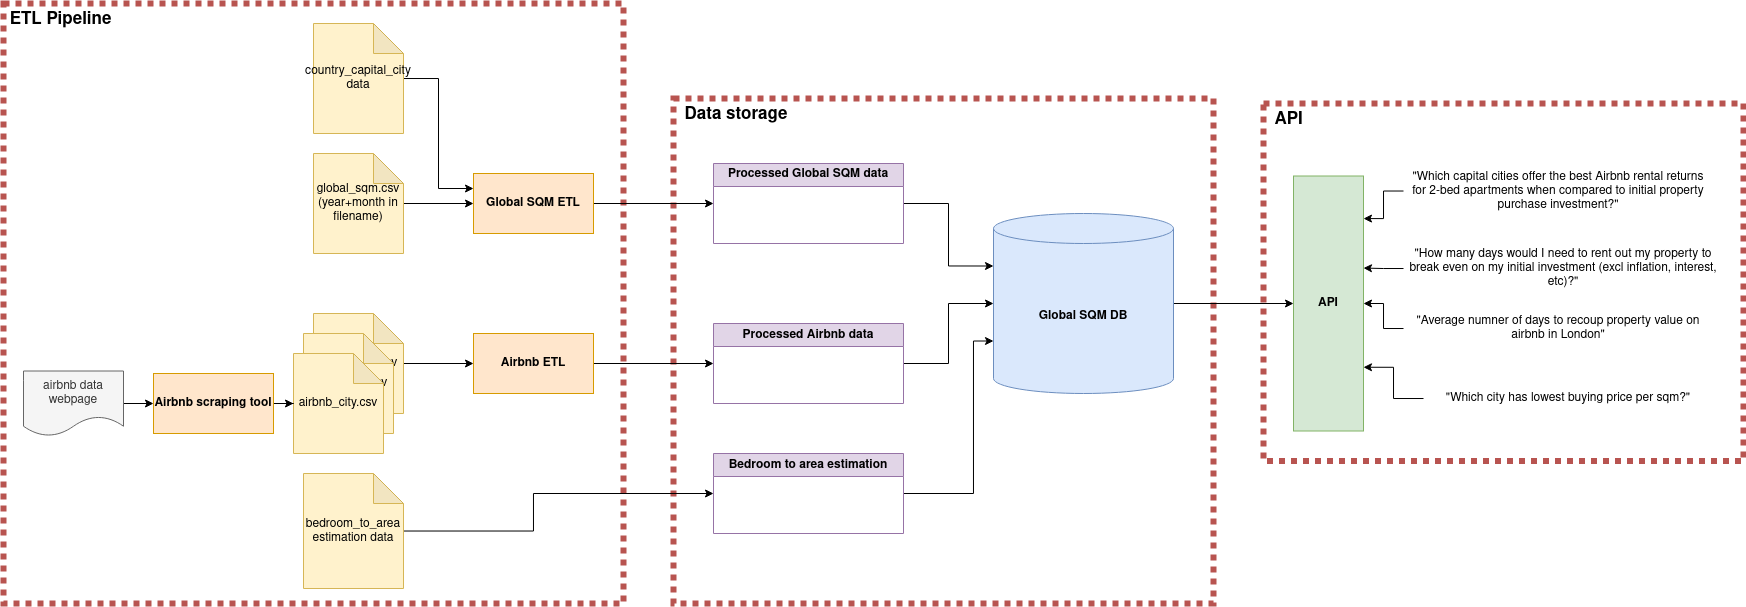 ETL Pipeline
country_capital_city
data
global_sqm.csv
(year+month in
filename)
Global SQM ETL
airbnb data
webpage
Airbnb scraping tool
y
y
airbnb_city.csv
Airbnb ETL
bedroom_to_area
estimation data
Data storage
Processed Global SQM data
Processed Airbnb data
Bedroom to area estimation
Global SQM DB
API
API
"Which capital cities offer the best Airbnb rental returns
for 2-bed apartments when compared to initial property
purchase investment?"
"How many days would I need to rent out my property to
break even on my initial investment (excl inflation, interest,
etc)?"
"Average numner of days to recoup property value on
airbnb in London"
"Which city has lowest buying price per sqm?"